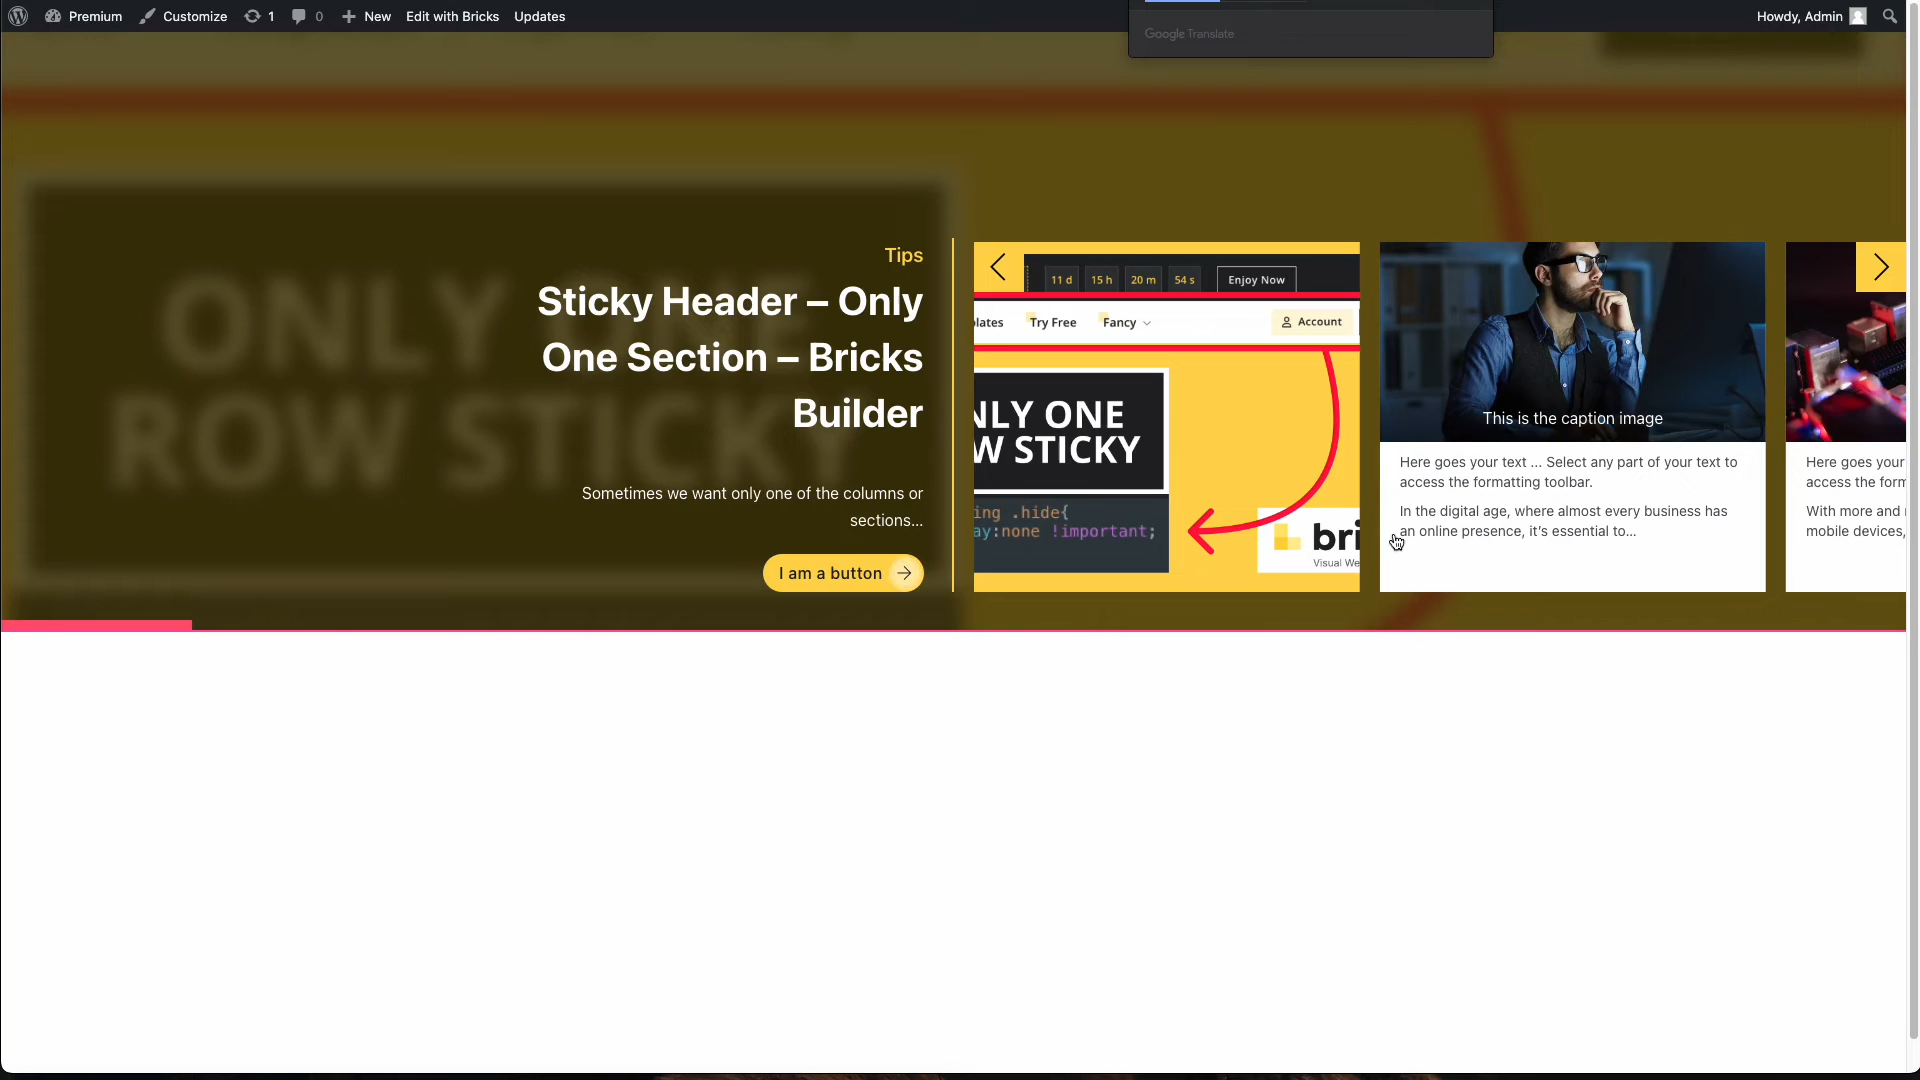 Premium Customize 1 0 New Edit with Bricks Updates Howdy, Admin
Google Translate
ONLY ONE
ROW STICKY
Tips
Sticky Header – Only
One Section – Bricks
Builder
Sometimes we want only one of the columns or
sections...
I am a button
11 d 15 h 20 m 54 s Enjoy Now
lates Try Free Fancy Account
NLY ONE
W STICKY
ing .hide{
ay:none !important;
bri
Visual We
This is the caption image
Here goes your text ... Select any part of your text to
access the formatting toolbar.
In the digital age, where almost every business has
an online presence, it's essential to...
Here goes your
access the form
With more and
mobile devices,